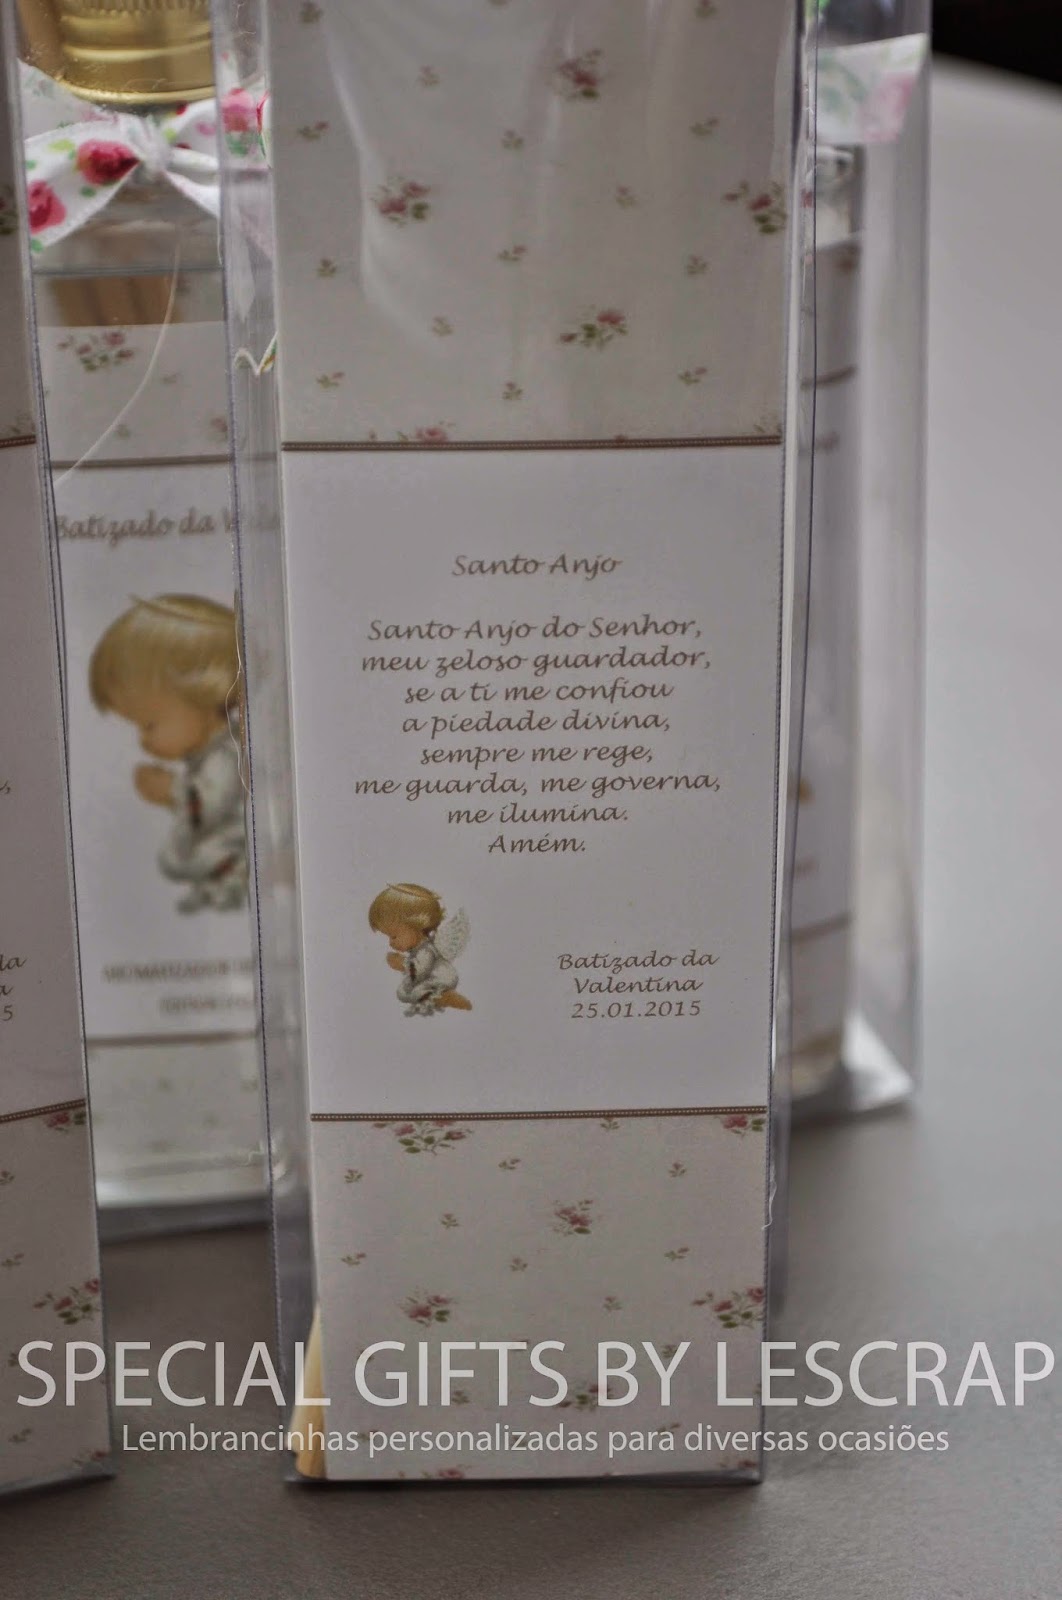 Batizado da
Santo Anjo
Santo Anjo do Senhor,
meu zeloso guardador,
se a ti me confiou
a piedade divina,
sempre me rege,
me guarda, me governa,
me ilumina.
Amém.
Batizado da
Valentina
25.01.2015
AROMATIZADOR
SPECIAL GIFTS BY LESCRAP
Lembrancinhas personalizadas para diversas ocasiões